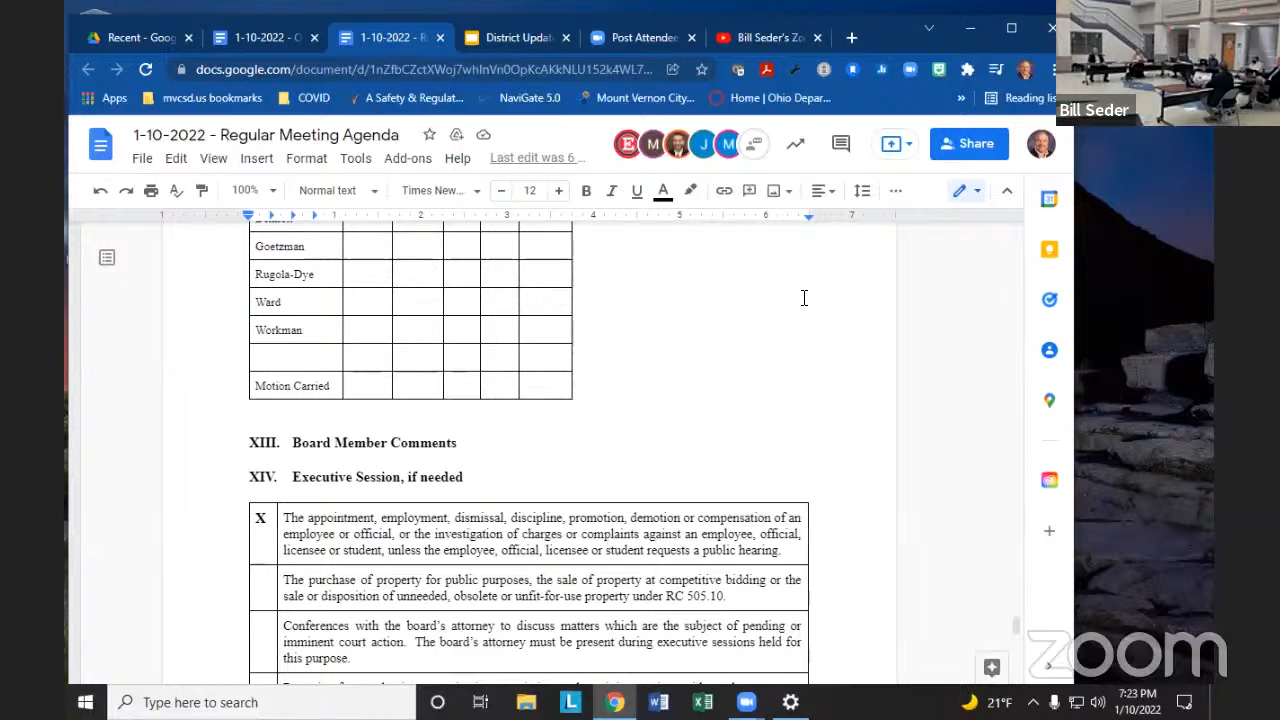 Recent - Goog
1-10-2022 - O
1-10-2022 - R
District Updat
Post Attendee
Bill Seder's Zo
docs.google.com/document/d/1nZfbCZctXWoj7whInVn0OpKcAKkNLU152k4WL7...
Apps
mvcsd.us bookmarks
COVID
A Safety & Regulat...
NaviGate 5.0
Mount Vernon City...
Home | Ohio Depar...
»
Reading list
Bill Seder
1-10-2022 - Regular Meeting Agenda
File Edit View Insert Format Tools Add-ons Help Last edit was 6 ...
E M J M
Share
100% Normal text Times New... 12 B I U A
1 1 2 3 4 5 6 7
Goetzman
Rugola-Dye
Ward
Workman
Motion Carried
XIII. Board Member Comments
XIV. Executive Session, if needed
X The appointment, employment, dismissal, discipline, promotion, demotion or compensation of an
employee or official, or the investigation of charges or complaints against an employee, official,
licensee or student, unless the employee, official, licensee or student requests a public hearing.
The purchase of property for public purposes, the sale of property at competitive bidding or the
sale or disposition of unneeded, obsolete or unfit-for-use property under RC 505.10.
Conferences with the board's attorney to discuss matters which are the subject of pending or
imminent court action. The board's attorney must be present during executive sessions held for
this purpose.
zoom
Type here to search
21°F
7:23 PM
1/10/2022